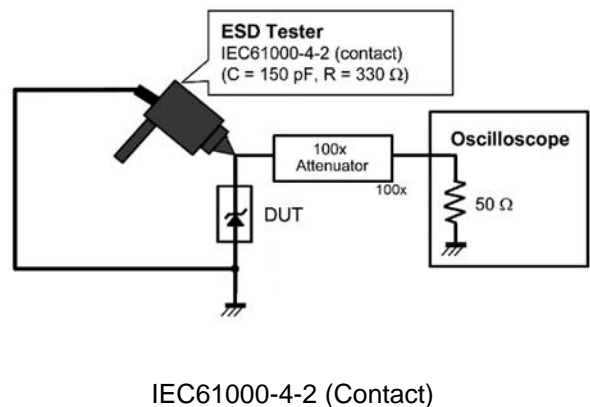 ESD Tester
IEC61000-4-2 (contact)
(C = 150 pF, R = 330 Ω)
100x
Attenuator
100x
Oscilloscope
50 Ω
DUT
IEC61000-4-2 (Contact)